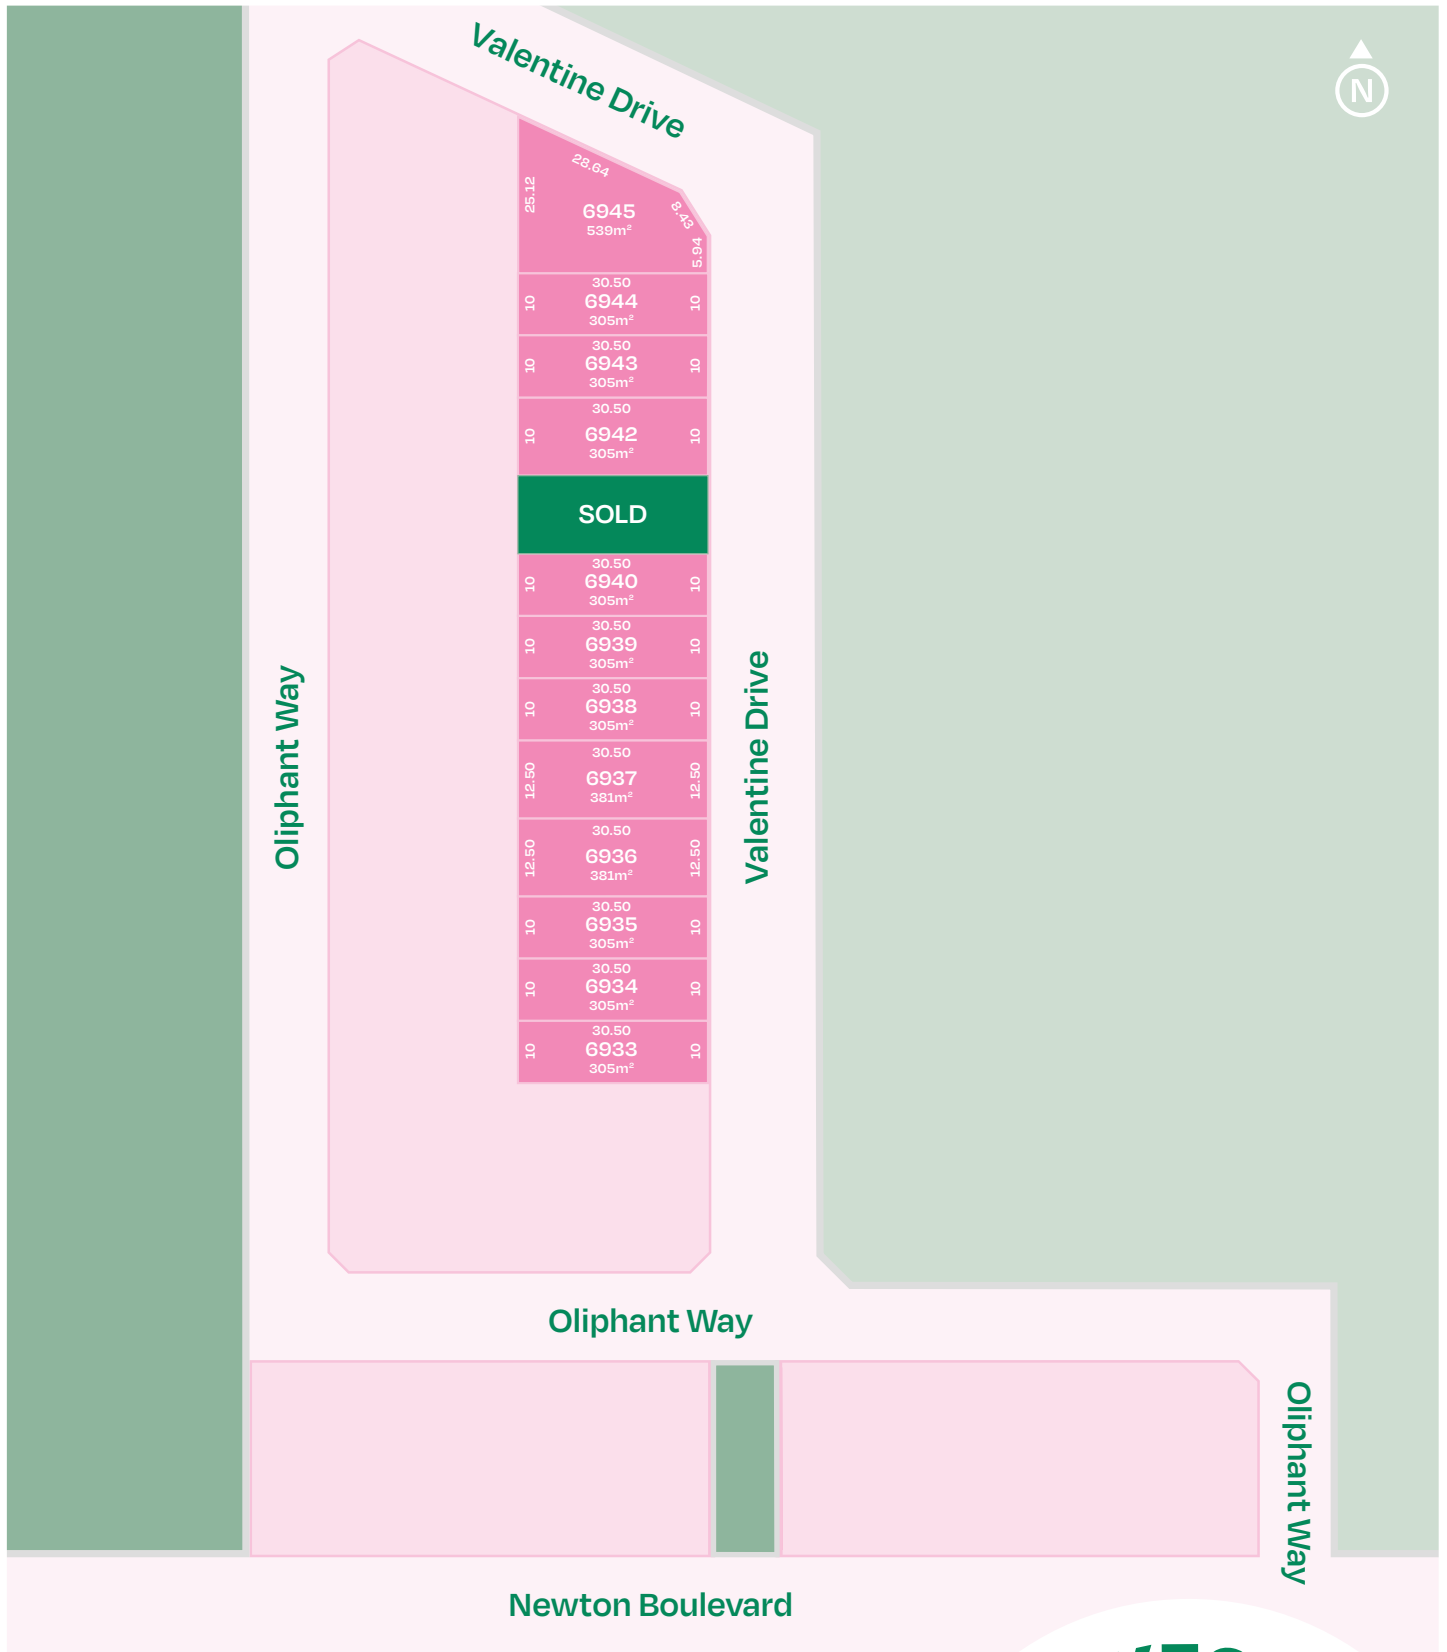 Valentine Drive
N
28.64
25.12
8.43
6945
539m²
5.94
30.50
10 6944 10
305m²
30.50
10 6943 10
305m²
30.50
10 6942 10
305m²
SOLD
30.50
10 6940 10
305m²
30.50
10 6939 10
305m²
30.50
10 6938 10
305m²
30.50
12.50 6937 12.50
381m²
30.50
12.50 6936 12.50
381m²
30.50
10 6935 10
305m²
30.50
10 6934 10
305m²
30.50
10 6933 10
305m²
Oliphant Way
Valentine Drive
Oliphant Way
Oliphant Way
Newton Boulevard